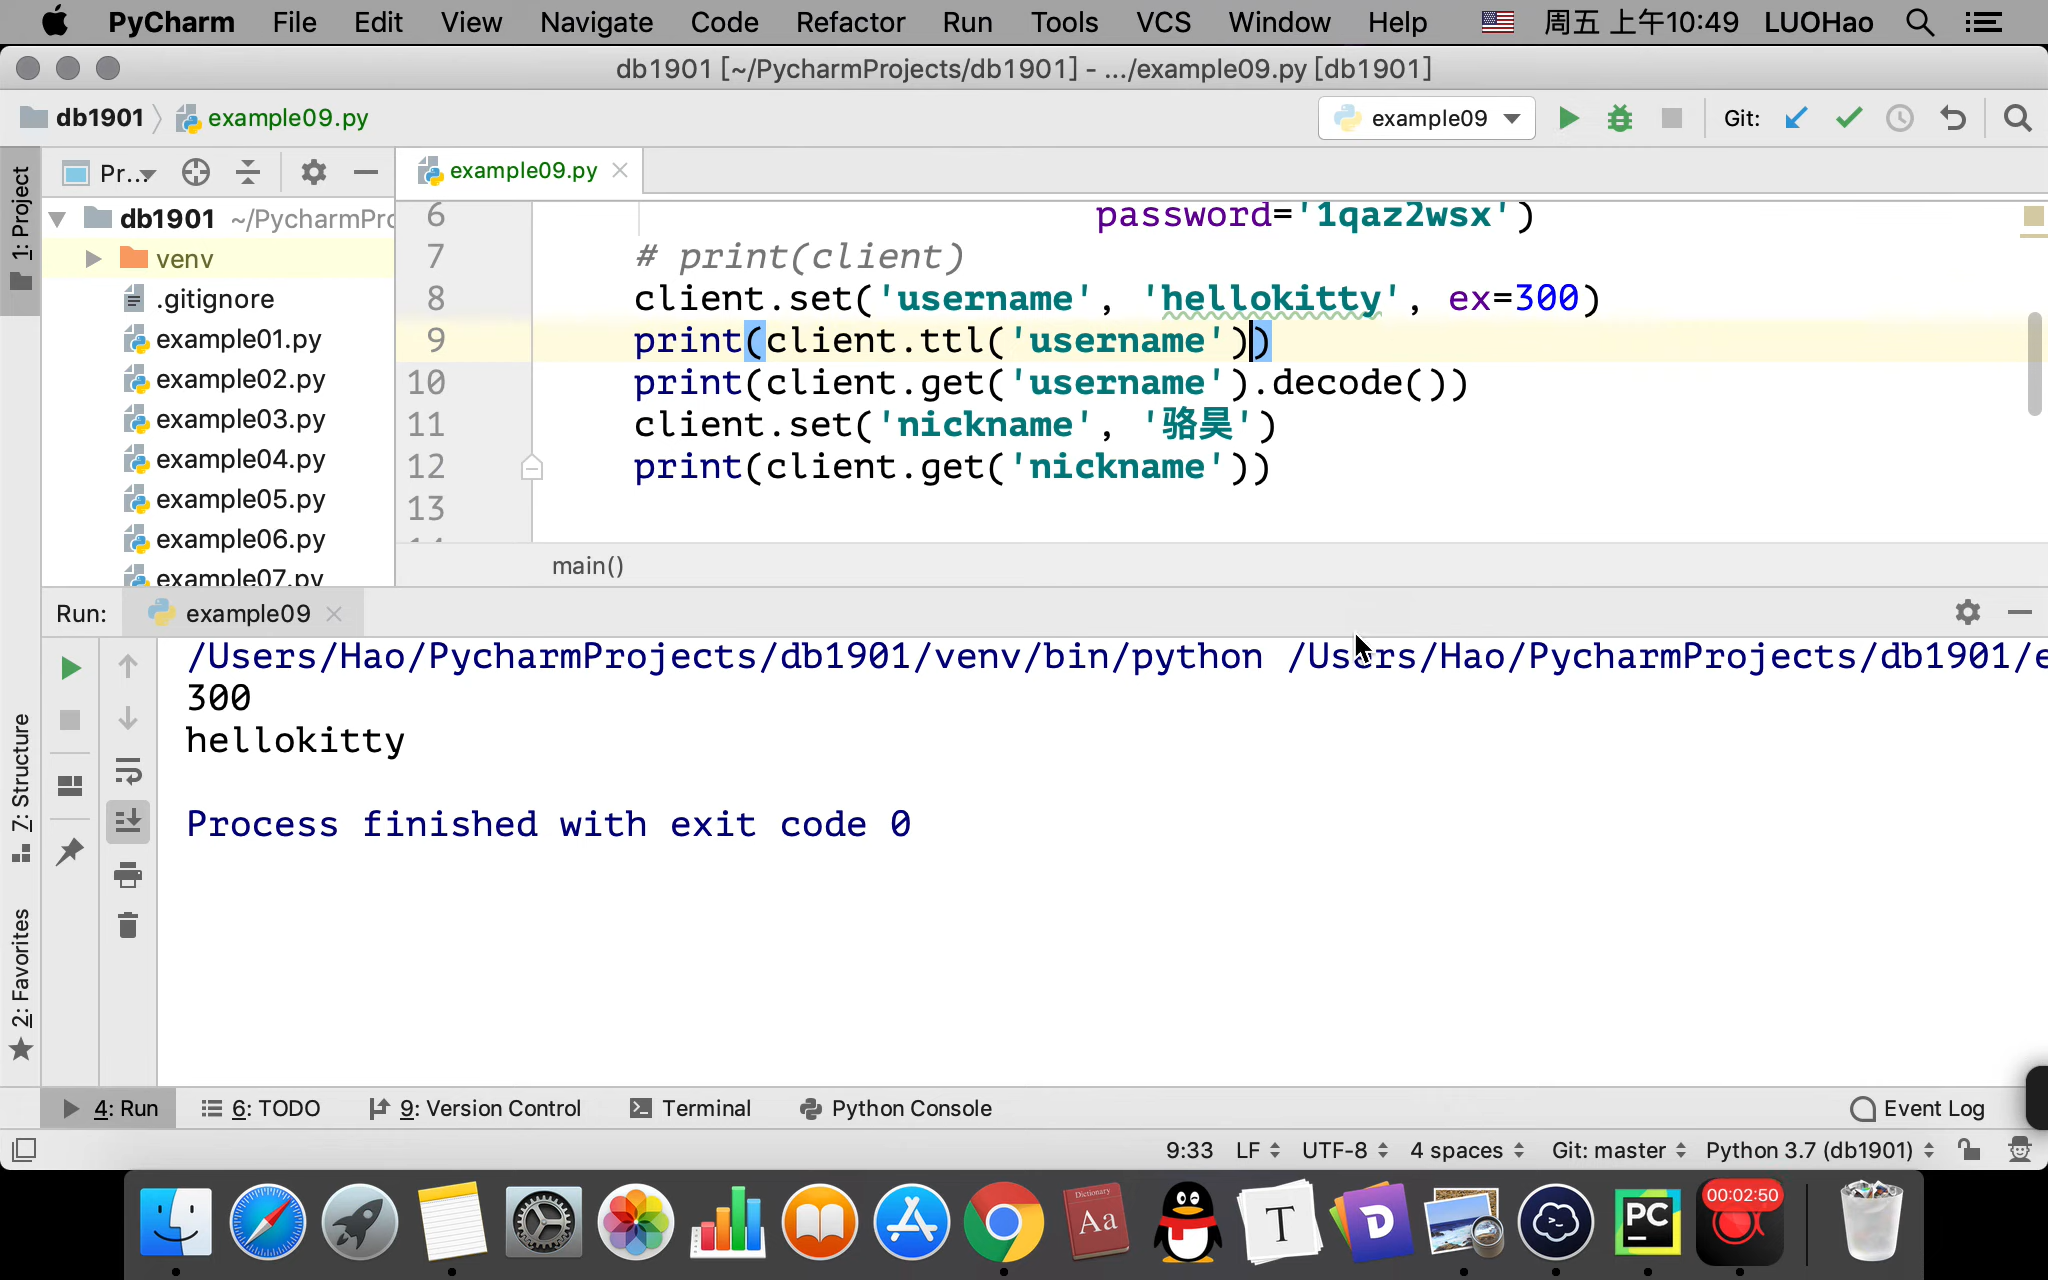 PyCharm File Edit View Navigate Code Refactor Run Tools VCS Window Help 周五 上午10:49 LUOHao
db1901 [~/PycharmProjects/db1901] - .../example09.py [db1901]
db1901 example09.py example09 Git:
Pr... example09.py
1: Project
db1901 ~/PycharmPro
venv
.gitignore
example01.py
example02.py
example03.py
example04.py
example05.py
example06.py
example07.py
6 password='1qaz2wsx')
7 # print(client)
8 client.set('username', 'hellokitty', ex=300)
9 print(client.ttl('username'))
10 print(client.get('username').decode())
11 client.set('nickname', '骆昊')
12 print(client.get('nickname'))
13
14
main()
Run: example09
/Users/Hao/PycharmProjects/db1901/venv/bin/python /Users/Hao/PycharmProjects/db1901/e
300
hellokitty
Process finished with exit code 0
7: Structure
2: Favorites
4: Run 6: TODO 9: Version Control Terminal Python Console Event Log
9:33 LF UTF-8 4 spaces Git: master Python 3.7 (db1901)
Dictionary
Aa
T
D
PC
00:02:50